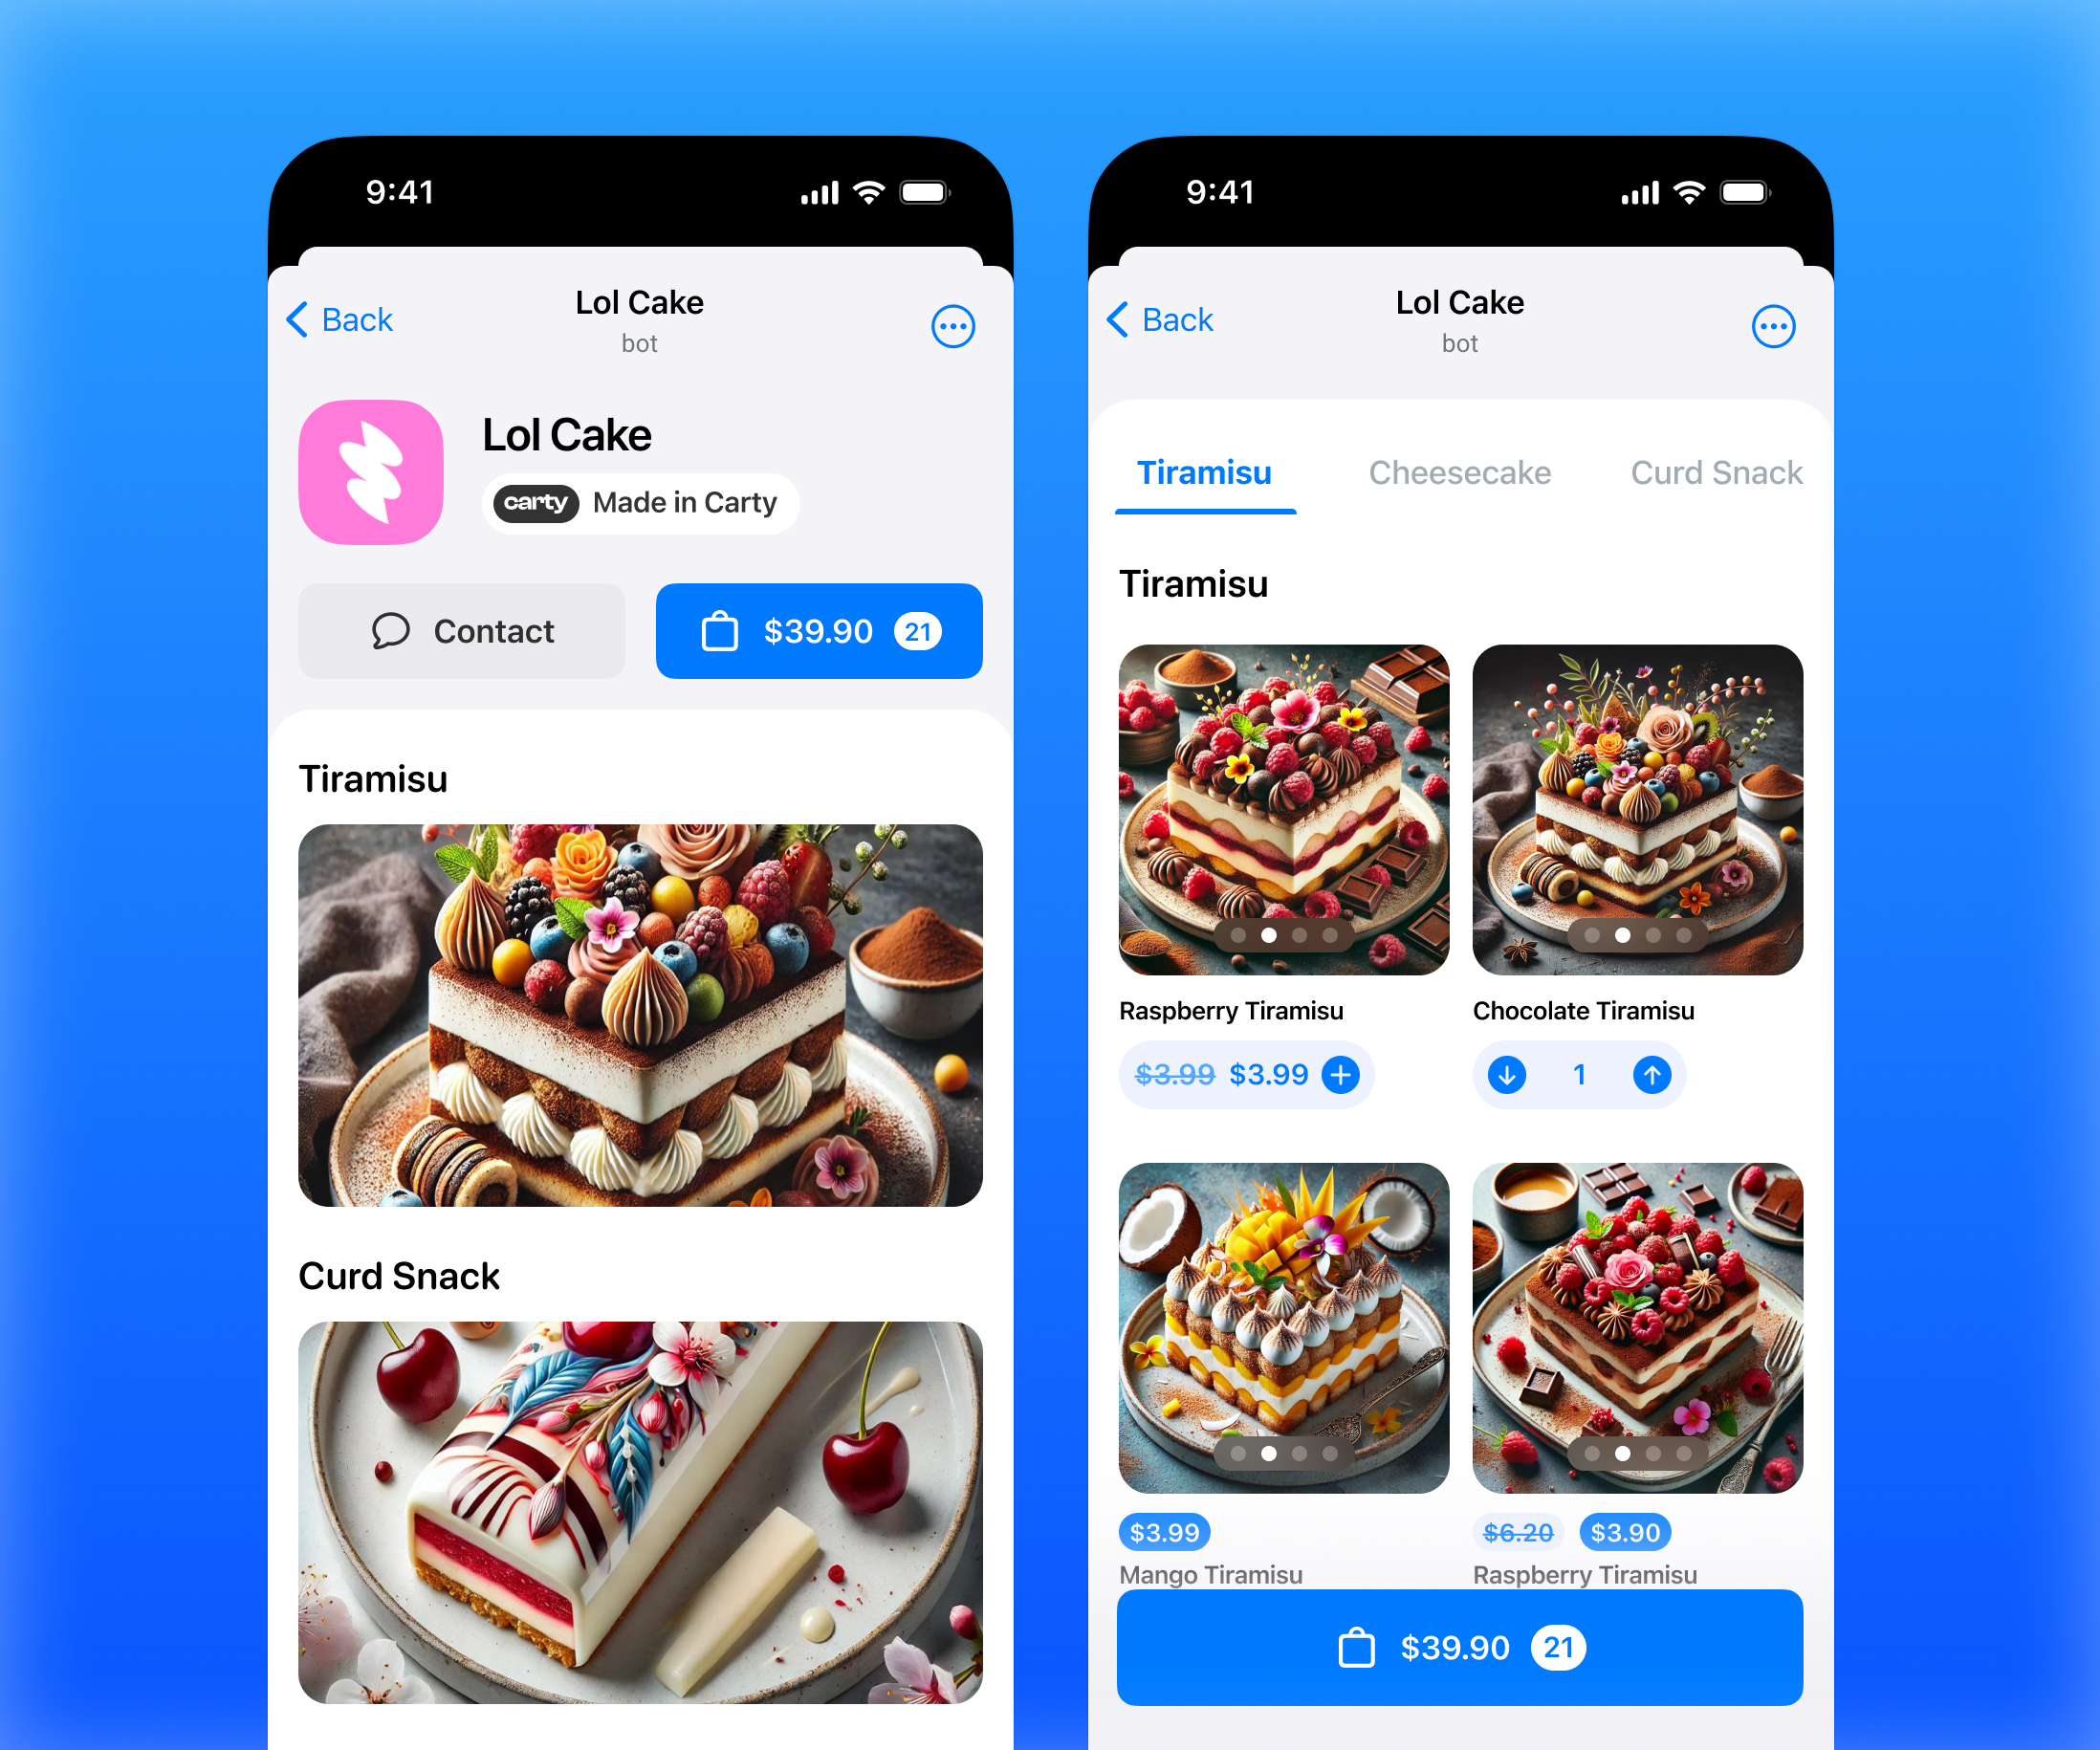 9:41
Back
Lol Cake
bot
Lol Cake
carty Made in Carty
Contact
$39.90 21
Tiramisu
Curd Snack
9:41
Back
Lol Cake
bot
Tiramisu Cheesecake Curd Snack
Tiramisu
Raspberry Tiramisu
$3.99 $3.99
Chocolate Tiramisu
1
$3.99
Mango Tiramisu
$6.20 $3.90
Raspberry Tiramisu
$39.90 21